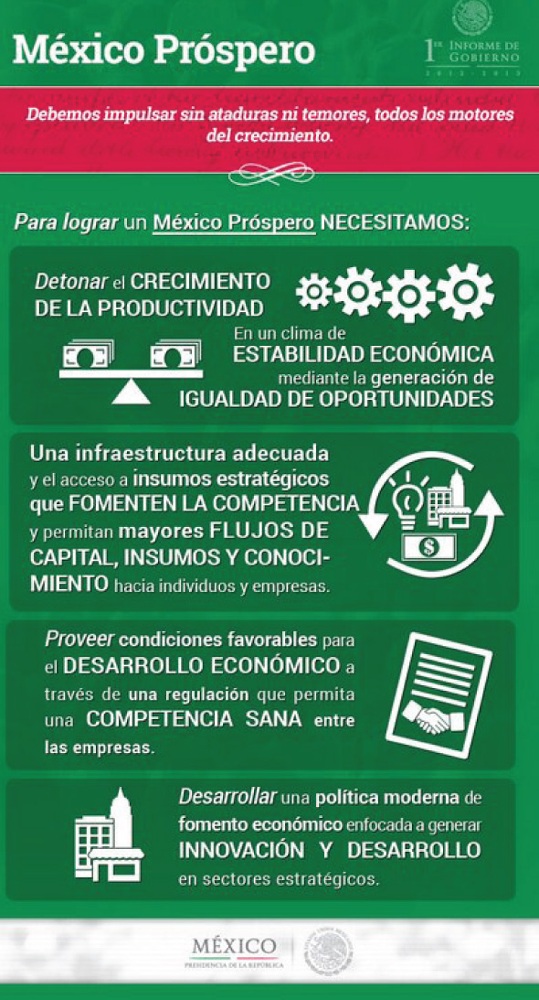 México Próspero
1ER INFORME DE
GOBIERNO
2012 - 2013
Debemos impulsar sin ataduras ni temores, todos los motores
del crecimiento.
Para lograr un México Próspero NECESITAMOS:
Detonar el CRECIMIENTO
DE LA PRODUCTIVIDAD
En un clima de
ESTABILIDAD ECONÓMICA
mediante la generación de
IGUALDAD DE OPORTUNIDADES
Una infraestructura adecuada
y el acceso a insumos estratégicos
que FOMENTEN LA COMPETENCIA
y permitan mayores FLUJOS DE
CAPITAL, INSUMOS Y CONOCI-
MIENTO hacia individuos y empresas.
$
Proveer condiciones favorables para
el DESARROLLO ECONÓMICO a
través de una regulación que permita
una COMPETENCIA SANA entre
las empresas.
Desarrollar una política moderna de
fomento económico enfocada a generar
INNOVACIÓN Y DESARROLLO
en sectores estratégicos.
MÉXICO
PRESIDENCIA DE LA REPÚBLICA